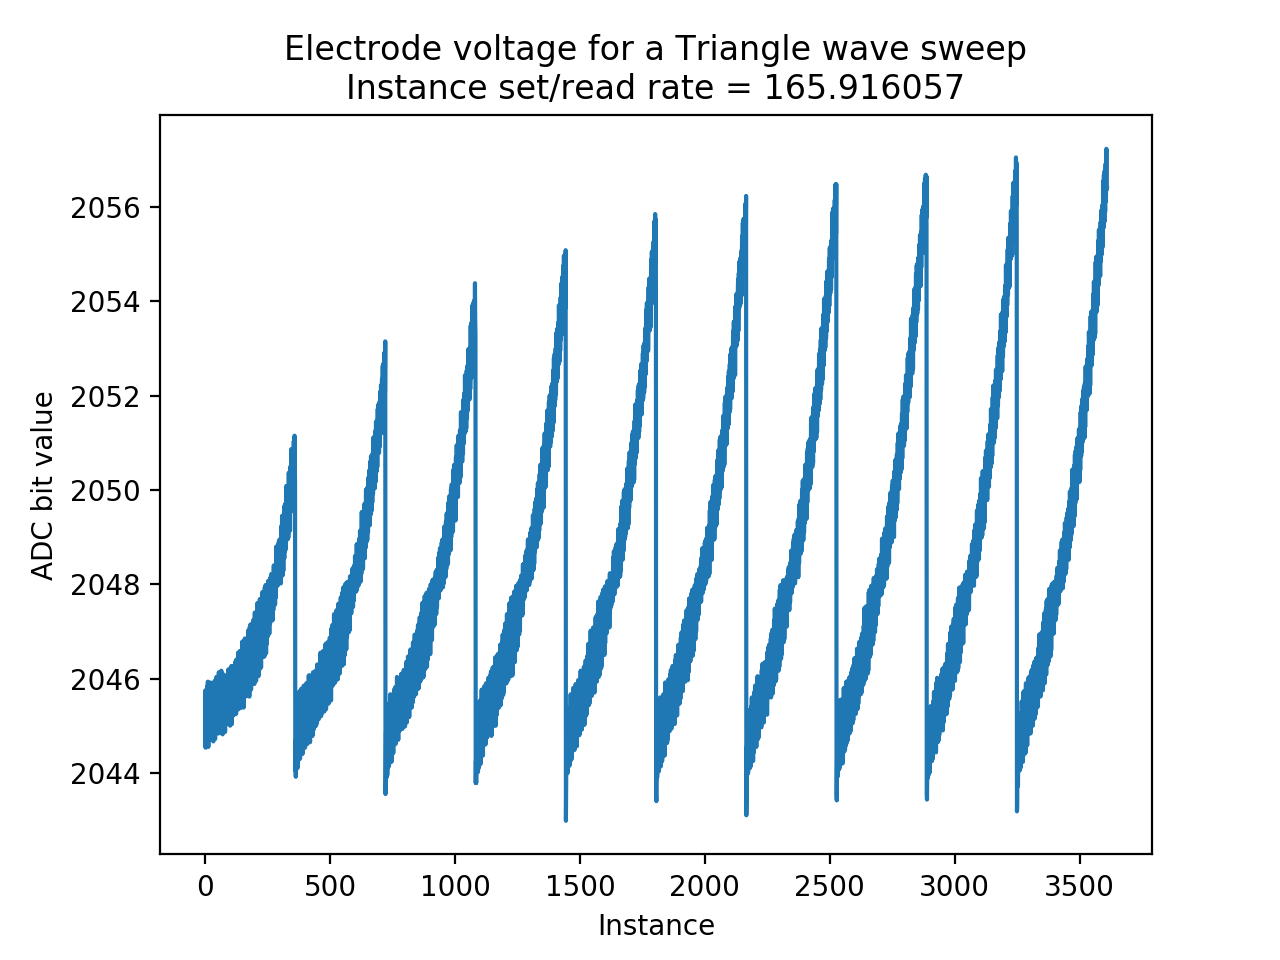 Electrode voltage for a Triangle wave sweep
Instance set/read rate = 165.916057
ADC bit value
2056
2054
2052
2050
2048
2046
2044
0 500 1000 1500 2000 2500 3000 3500
Instance